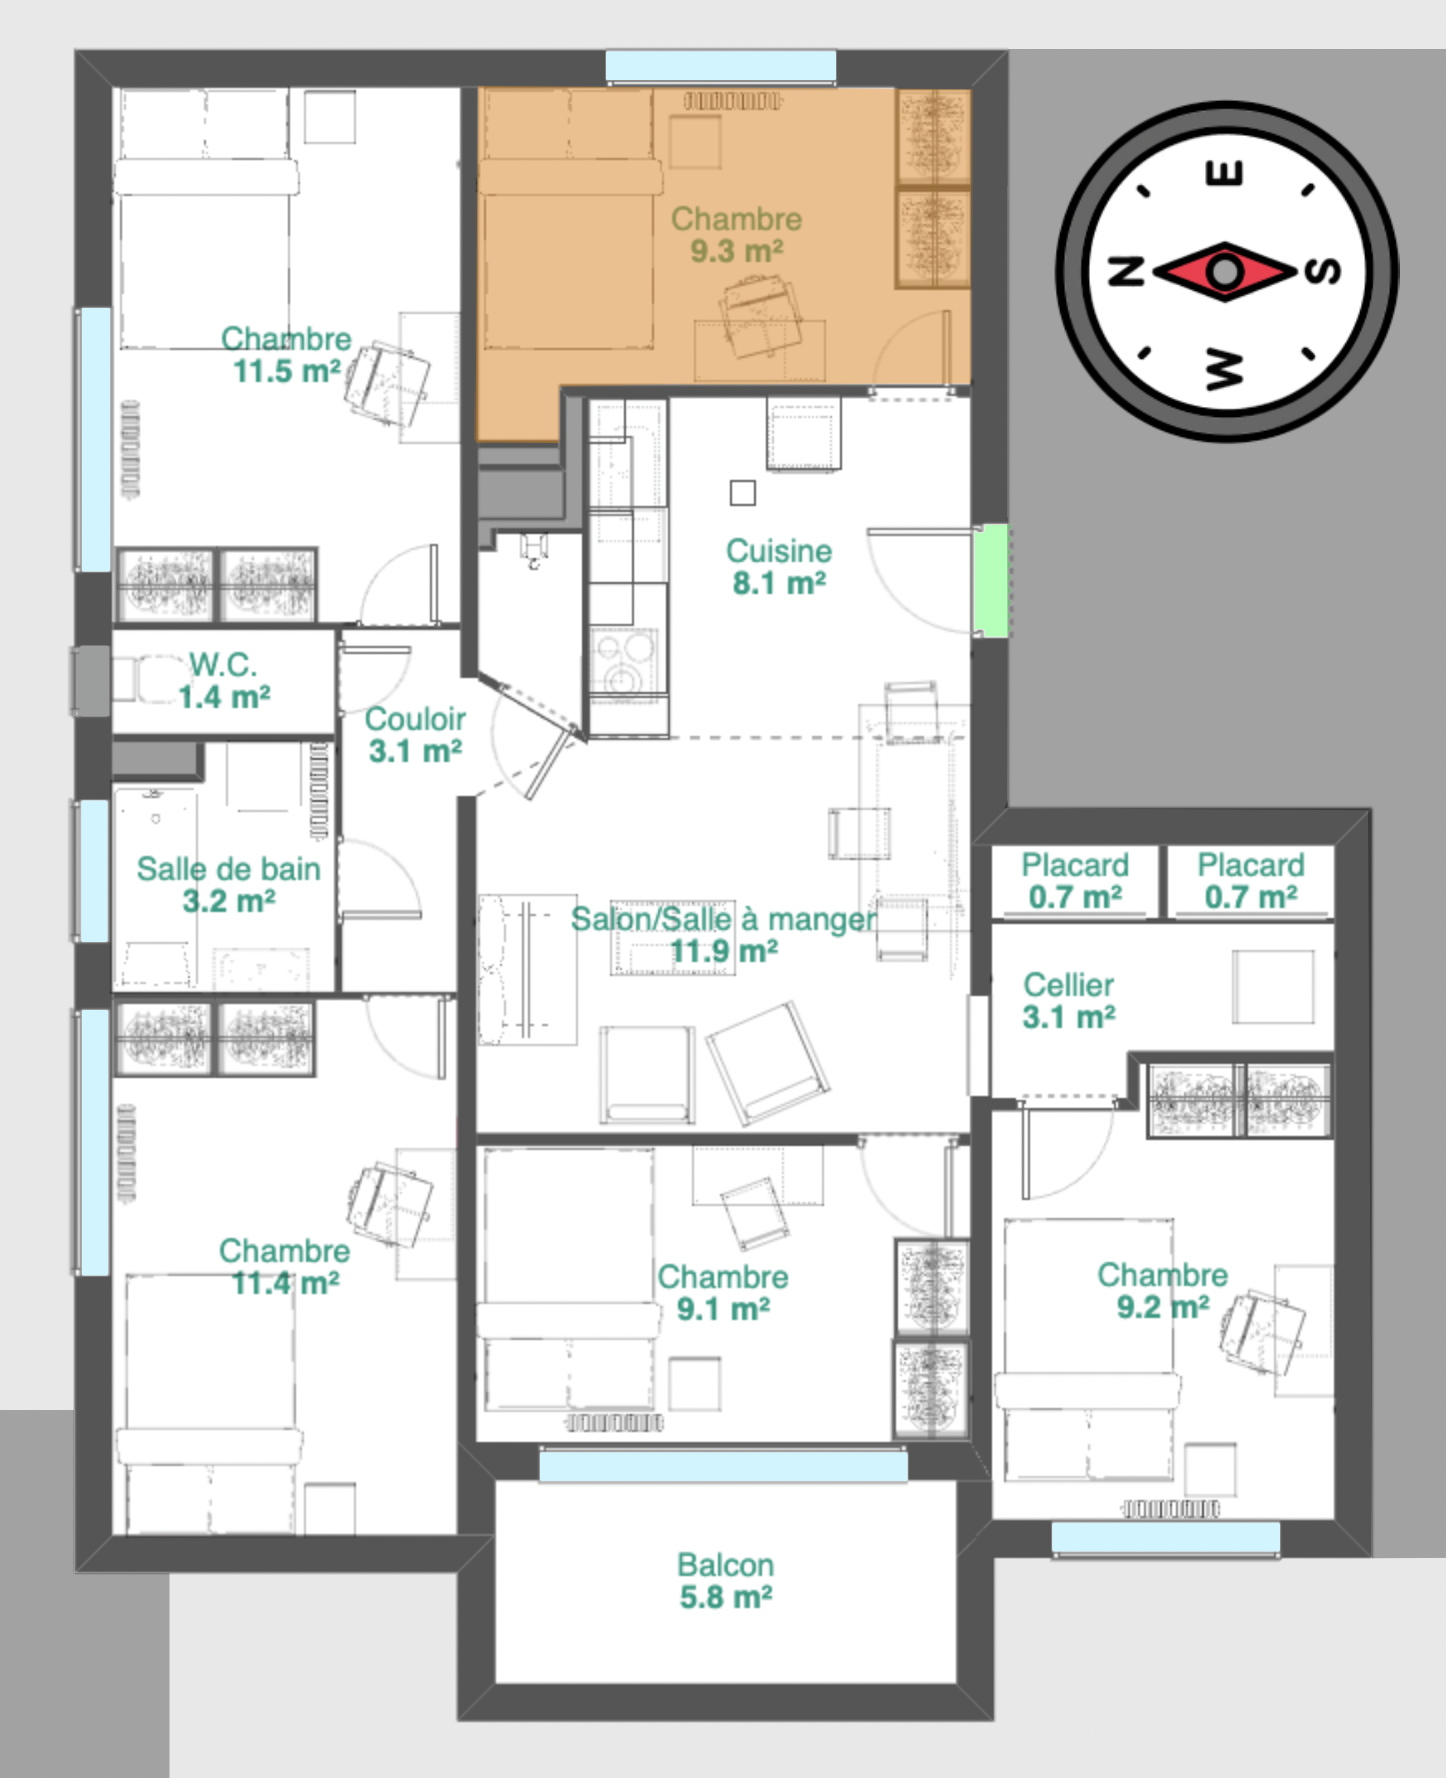 E
N
S
W
Chambre
9.3 m²
Chambre
11.5 m²
Cuisine
8.1 m²
W.C.
1.4 m²
Couloir
3.1 m²
Salle de bain
3.2 m²
Salon/Salle à manger
11.9 m²
Placard
0.7 m²
Placard
0.7 m²
Cellier
3.1 m²
Chambre
11.4 m²
Chambre
9.1 m²
Chambre
9.2 m²
Balcon
5.8 m²